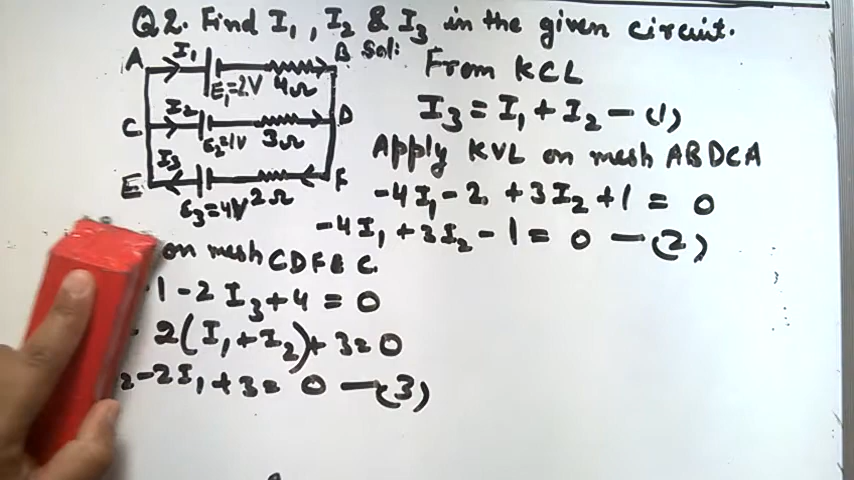 Q2. Find I₁, I₂ & I₃ in the given circuit.
A I₁ E₁=2V 4Ω B
C I₂ ε₂=1V 3Ω D
E I₃ ε₃=4V 2Ω F
Sol:
From KCL
I₃ = I₁ + I₂ — (1)
Apply KVL on mesh ABDCA
-4I₁ - 2 + 3I₂ + 1 = 0
-4I₁ + 3I₂ - 1 = 0 — (2)
on mesh CDFEC
-1 - 2I₃ + 4 = 0
- 2(I₁ + I₂) + 3 = 0
₂ - 2I₁ + 3 = 0 — (3)